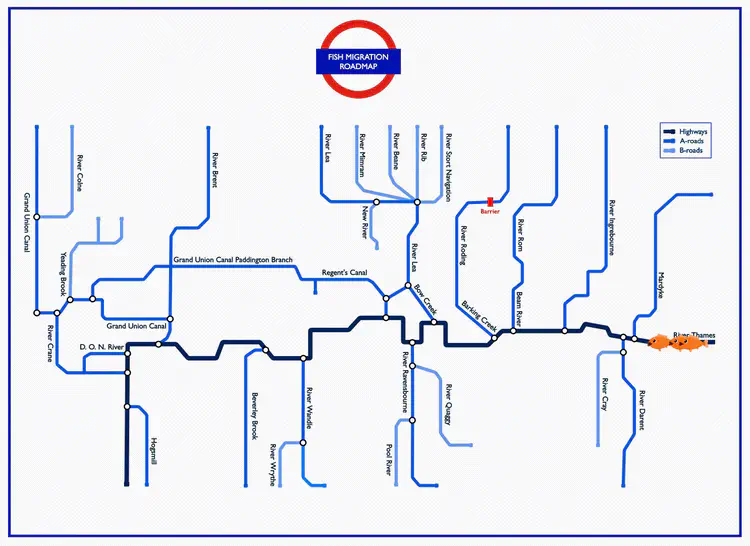 FISH MIGRATION
ROADMAP
Highways
A-roads
B-roads
Grand Union Canal
River Colne
Yeading Brook
River Brent
River Lea
River Mimram
River Beane
River Rib
River Stort Navigation
New River
River Lea
Barrier
River Roding
River Rom
River Ingrebourne
Mardyke
Grand Union Canal Paddington Branch
Regent's Canal
Bow Creek
Barking Creek
Beam River
River Crane
Grand Union Canal
D. O. N. River
River Thames
Hogsmill
Beverley Brook
River Wandle
River Wrythe
River Ravensbourne
River Quaggy
Pool River
River Cray
River Darent